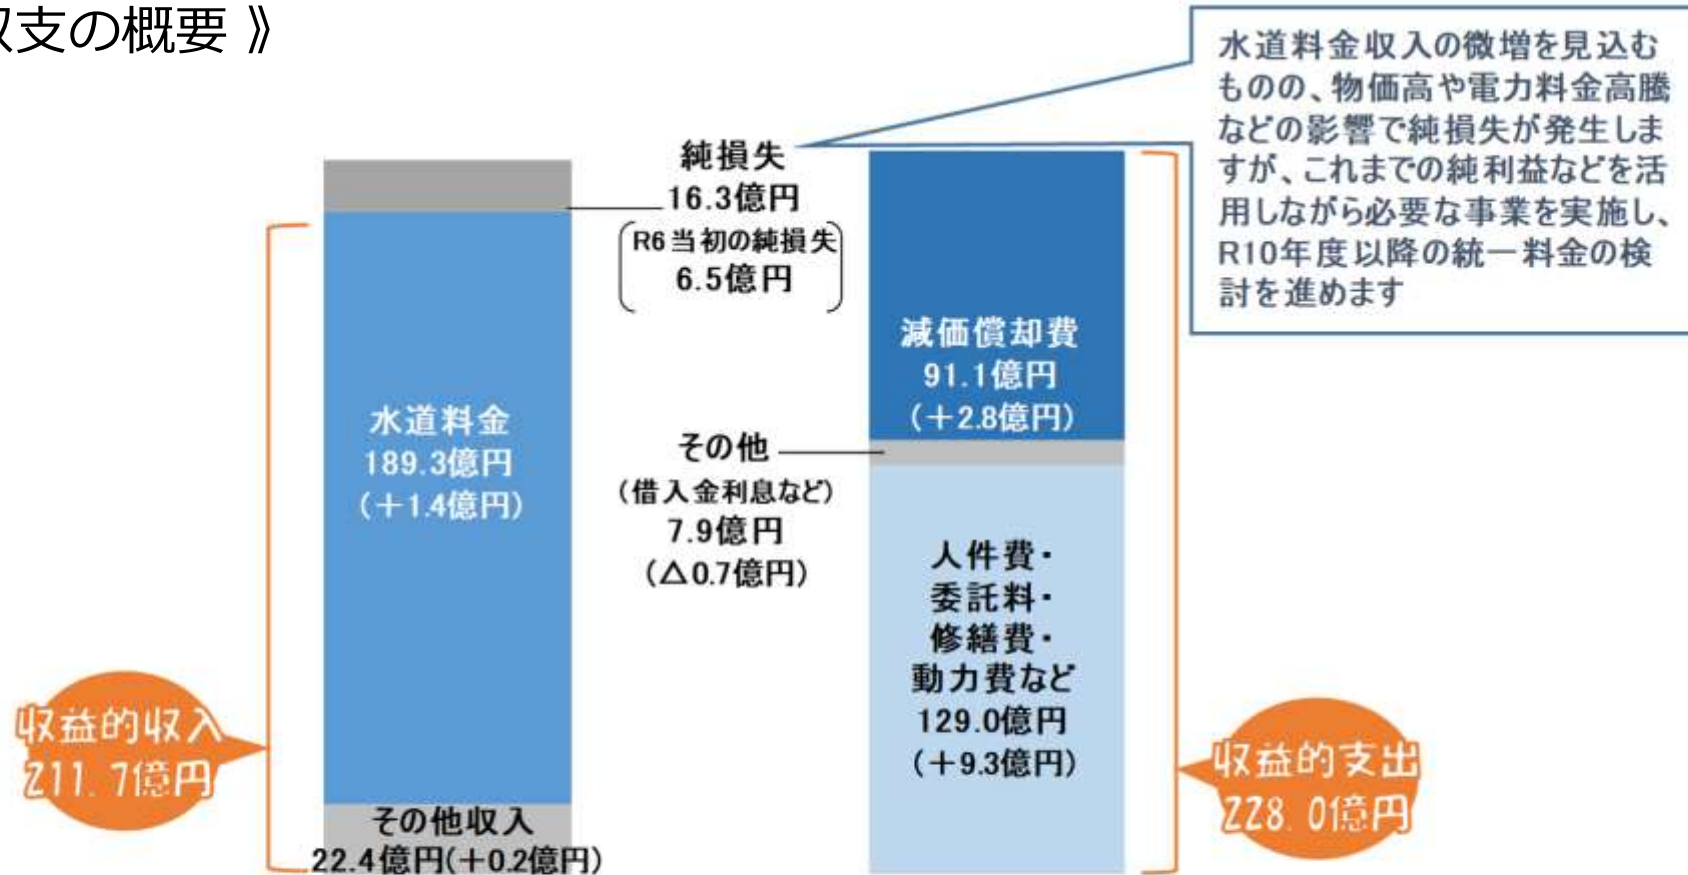 収支の概要 》
水道料金収入の微増を見込む
ものの、物価高や電力料金高騰
などの影響で純損失が発生しま
すが、これまでの純利益などを活
用しながら必要な事業を実施し、
R10年度以降の統一料金の検
討を進めます
純損失
16.3億円
R6当初の純損失
6.5億円
水道料金
189.3億円
(+1.4億円)
その他収入
22.4億円(+0.2億円)
収益的収入
211.7億円
減価償却費
91.1億円
(+2.8億円)
その他
(借入金利息など)
7.9億円
(△0.7億円)
人件費・
委託料・
修繕費・
動力費など
129.0億円
(+9.3億円)
収益的支出
228.0億円